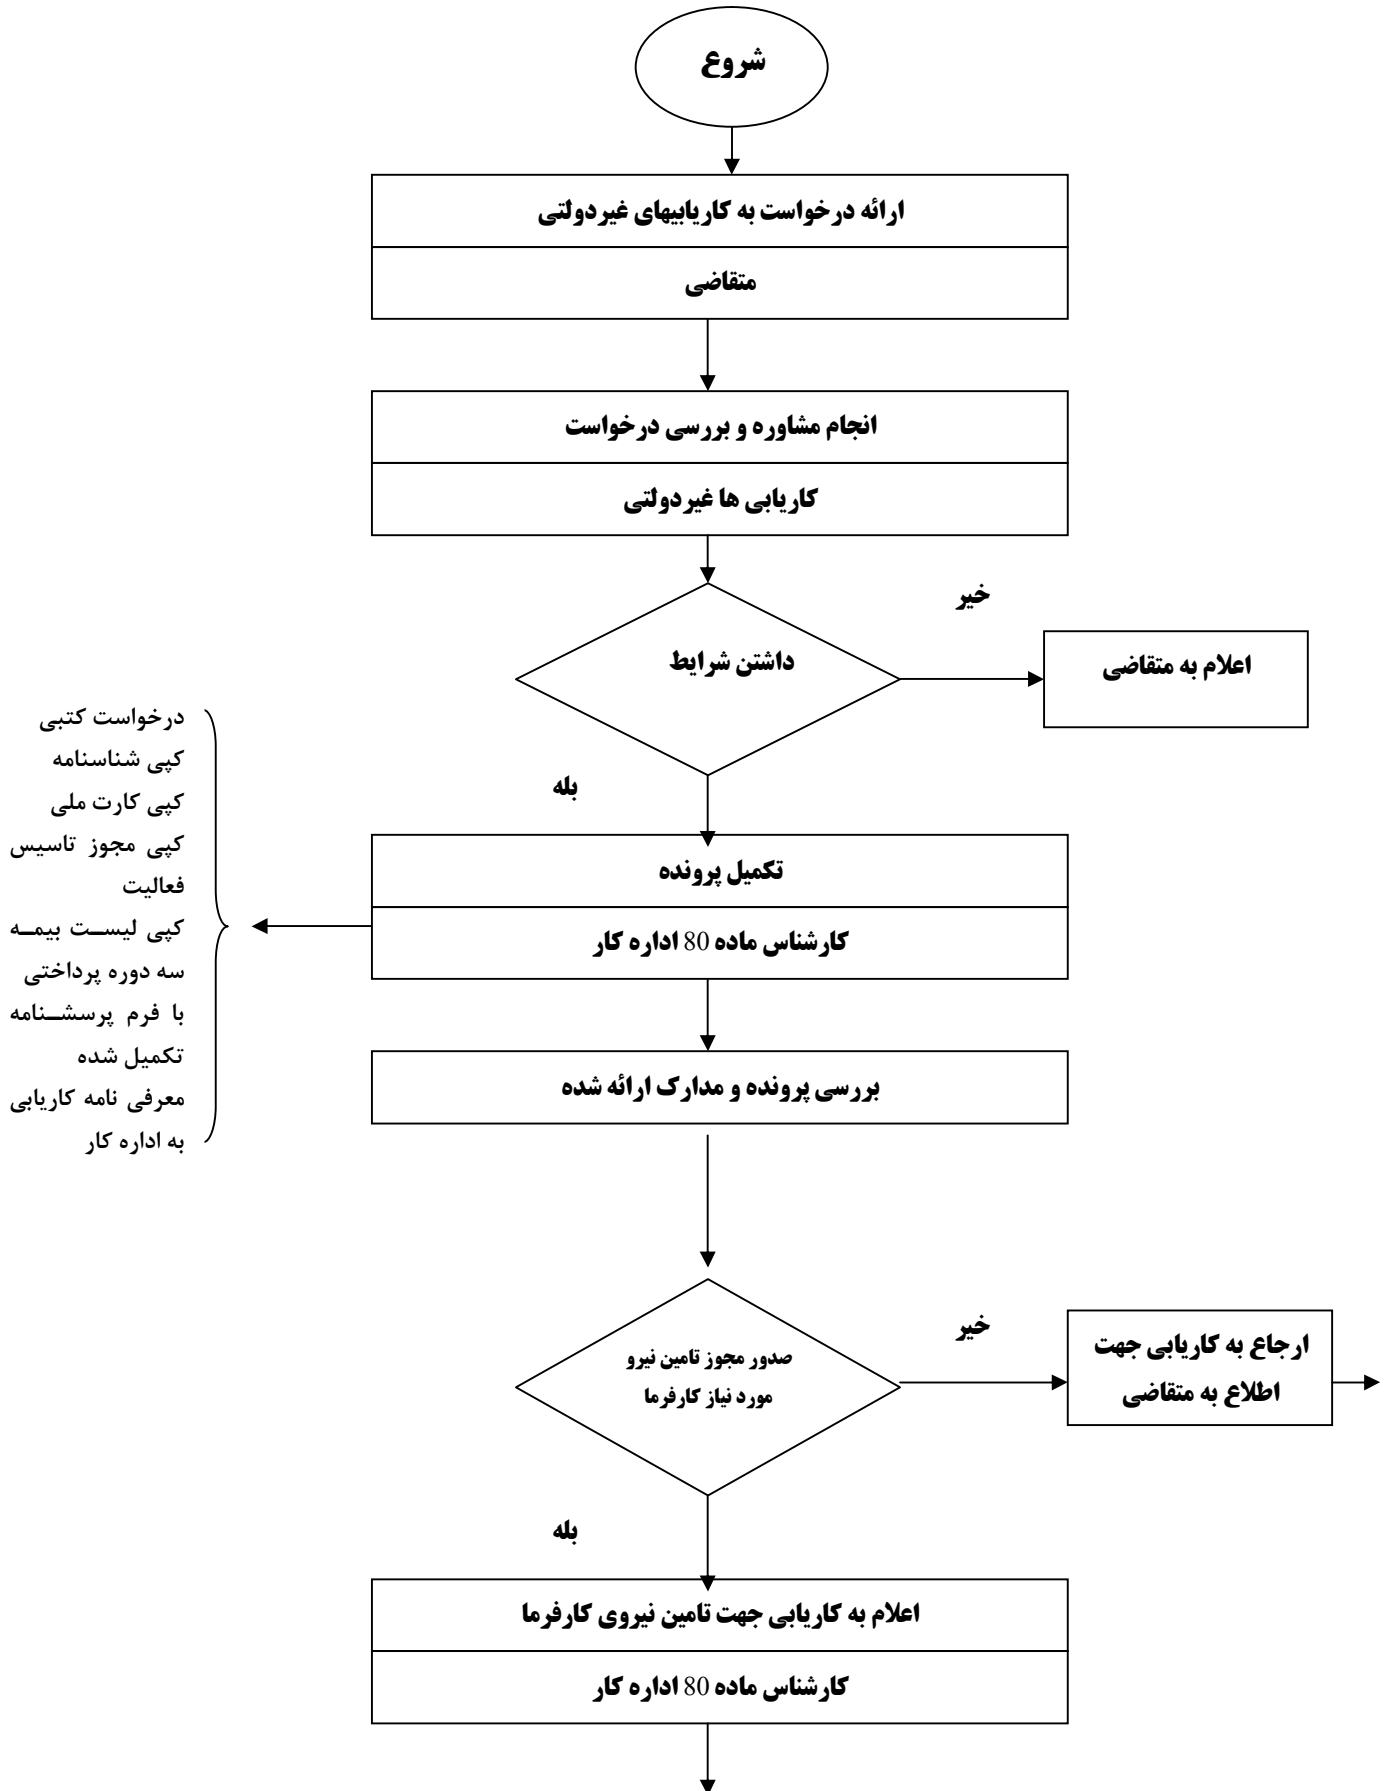 شروع
ارائه درخواست به کاریابیهای غیردولتی
متقاضی
انجام مشاوره و بررسی درخواست
کاریابی ها غیردولتی
خیر
داشتن شرایط
اعلام به متقاضی
بله
درخواست کتبی
کپی شناسنامه
کپی کارت ملی
کپی مجوز تاسیس
فعالیت
کپی لیست بیمه
سه دوره پرداختی
با فرم پرسشنامه
تکمیل شده
معرفی نامه کاریابی
به اداره کار
تکمیل پرونده
کارشناس ماده 80 اداره کار
بررسی پرونده و مدارک ارائه شده
خیر
صدور مجوز تامین نیرو
مورد نیاز کارفرما
ارجاع به کاریابی جهت
اطلاع به متقاضی
بله
اعلام به کاریابی جهت تامین نیروی کارفرما
کارشناس ماده 80 اداره کار